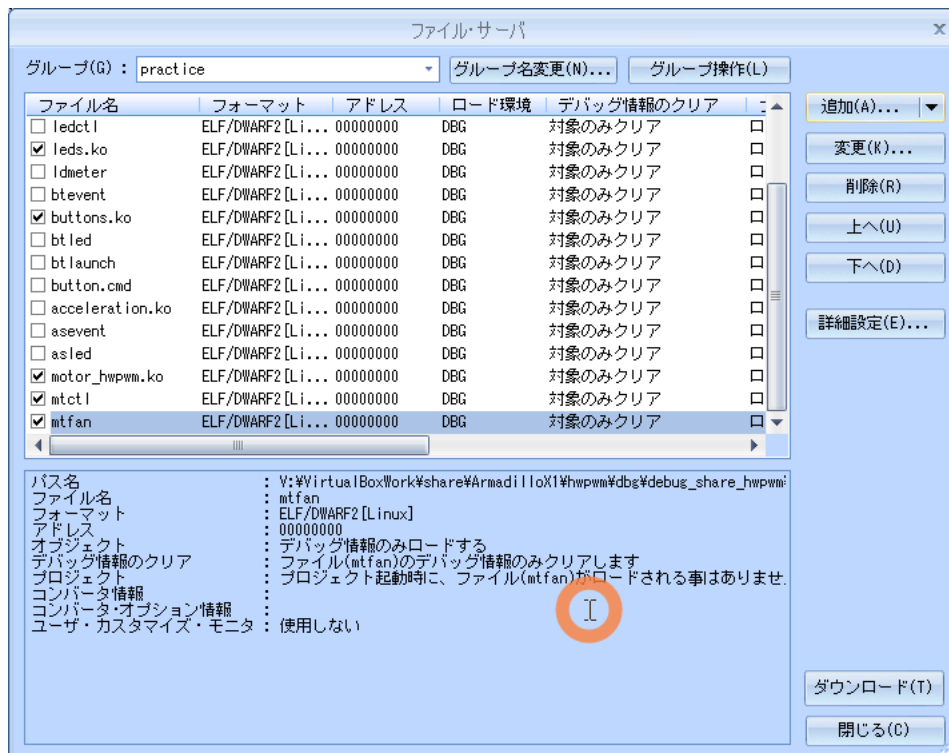 ファイル・サーバ
グループ(G) : practice グループ名変更(N)... グループ操作(L)
ファイル名 フォーマット アドレス ロード環境 デバッグ情報のクリア
ledctl ELF/DWARF2[Li... 00000000 DBG 対象のみクリア ロ
leds.ko ELF/DWARF2[Li... 00000000 DBG 対象のみクリア ロ
ldmeter ELF/DWARF2[Li... 00000000 DBG 対象のみクリア ロ
btevent ELF/DWARF2[Li... 00000000 DBG 対象のみクリア ロ
buttons.ko ELF/DWARF2[Li... 00000000 DBG 対象のみクリア ロ
btled ELF/DWARF2[Li... 00000000 DBG 対象のみクリア ロ
btlaunch ELF/DWARF2[Li... 00000000 DBG 対象のみクリア ロ
button.cmd ELF/DWARF2[Li... 00000000 DBG 対象のみクリア ロ
acceleration.ko ELF/DWARF2[Li... 00000000 DBG 対象のみクリア ロ
asevent ELF/DWARF2[Li... 00000000 DBG 対象のみクリア ロ
asled ELF/DWARF2[Li... 00000000 DBG 対象のみクリア ロ
motor_hwpwm.ko ELF/DWARF2[Li... 00000000 DBG 対象のみクリア ロ
mtctl ELF/DWARF2[Li... 00000000 DBG 対象のみクリア ロ
mtfan ELF/DWARF2[Li... 00000000 DBG 対象のみクリア ロ
追加(A)...
変更(K)...
削除(R)
上へ(U)
下へ(D)
詳細設定(E)...
パス名 : V:¥VirtualBoxWork¥share¥ArmadilloX1¥hwpwm¥dbg¥debug_share_hwpwm
ファイル名 : mtfan
フォーマット : ELF/DWARF2[Linux]
アドレス : 00000000
オブジェクト : デバッグ情報のみロードする
デバッグ情報のクリア : ファイル(mtfan)のデバッグ情報のみクリアします
プロジェクト : プロジェクト起動時に、ファイル(mtfan)がロードされる事はありませ
コンバータ情報 :
コンバータ・オプション情報 :
ユーザ・カスタマイズ・モニタ : 使用しない
ダウンロード(T)
閉じる(C)